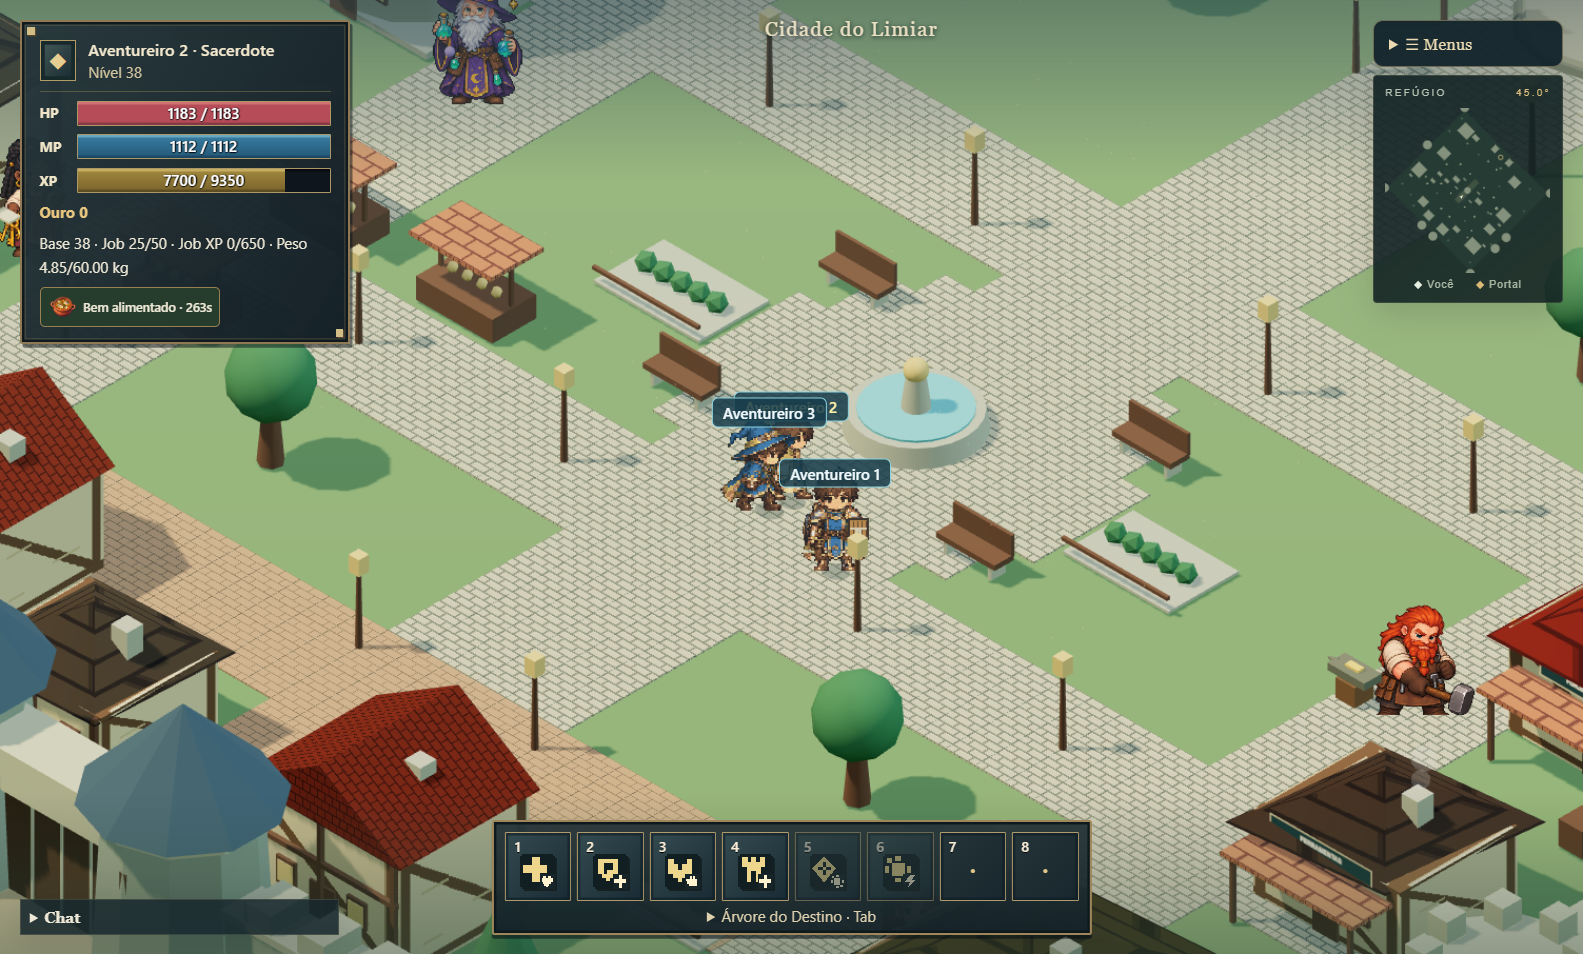 Cidade do Limiar
Aventureiro 2 · Sacerdote
Nível 38
HP
1183 / 1183
MP
1112 / 1112
XP
7700 / 9350
Ouro 0
Base 38 · Job 25/50 · Job XP 0/650 · Peso
4.85/60.00 kg
Bem alimentado · 263s
☰ Menus
REFÚGIO
45.0°
Você
Portal
2
Aventureiro 3
Aventureiro 1
1
2
3
4
5
6
7
8
Árvore do Destino · Tab
Chat